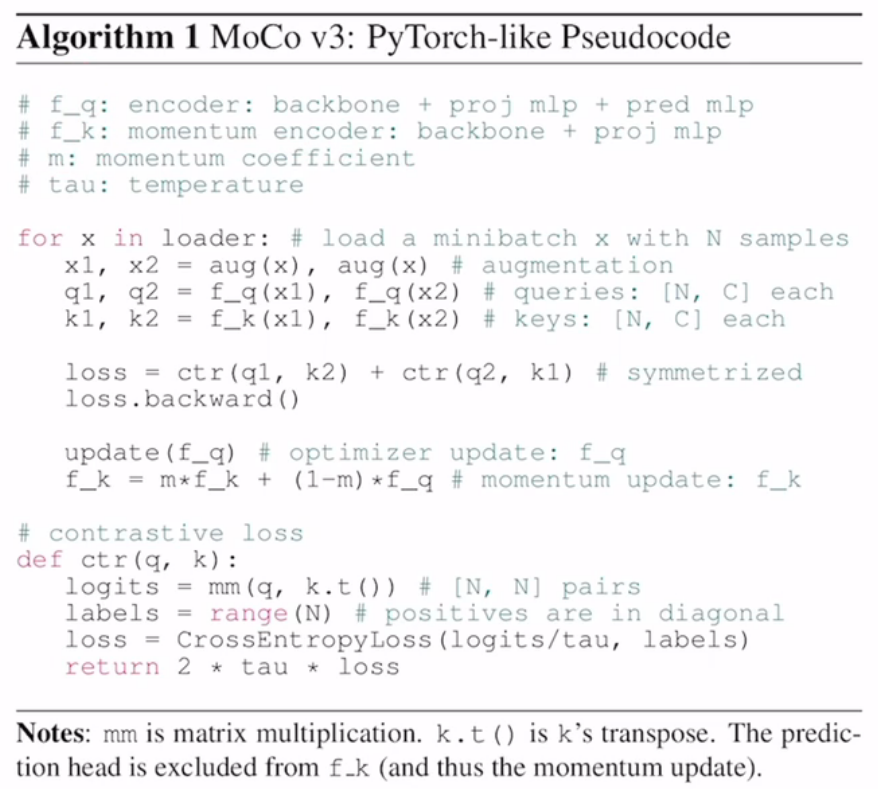 Algorithm 1 MoCo v3: PyTorch-like Pseudocode
# f_q: encoder: backbone + proj mlp + pred mlp
# f_k: momentum encoder: backbone + proj mlp
# m: momentum coefficient
# tau: temperature
for x in loader: # load a minibatch x with N samples
x1, x2 = aug(x), aug(x) # augmentation
q1, q2 = f_q(x1), f_q(x2) # queries: [N, C] each
k1, k2 = f_k(x1), f_k(x2) # keys: [N, C] each
loss = ctr(q1, k2) + ctr(q2, k1) # symmetrized
loss.backward()
update(f_q) # optimizer update: f_q
f_k = m*f_k + (1-m)*f_q # momentum update: f_k
# contrastive loss
def ctr(q, k):
logits = mm(q, k.t()) # [N, N] pairs
labels = range(N) # positives are in diagonal
loss = CrossEntropyLoss(logits/tau, labels)
return 2 * tau * loss
Notes: mm is matrix multiplication. k.t() is k's transpose. The predic-
tion head is excluded from f_k (and thus the momentum update).